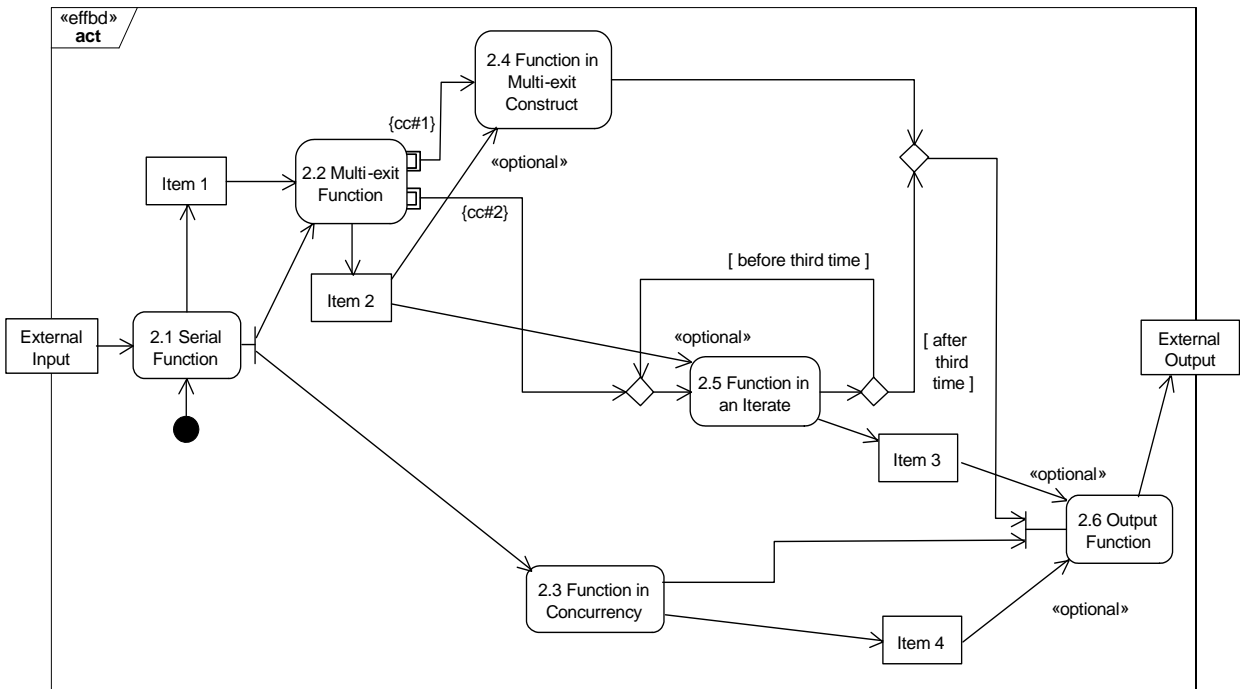 «effbd»
act
2.4 Function in
Multi-exit
Construct
{cc#1}
«optional»
2.2 Multi-exit
Function
Item 1
{cc#2}
[ before third time ]
Item 2
External
Input
2.1 Serial
Function
«optional»
2.5 Function in
an Iterate
[ after
third
time ]
External
Output
Item 3
«optional»
2.6 Output
Function
2.3 Function in
Concurrency
«optional»
Item 4